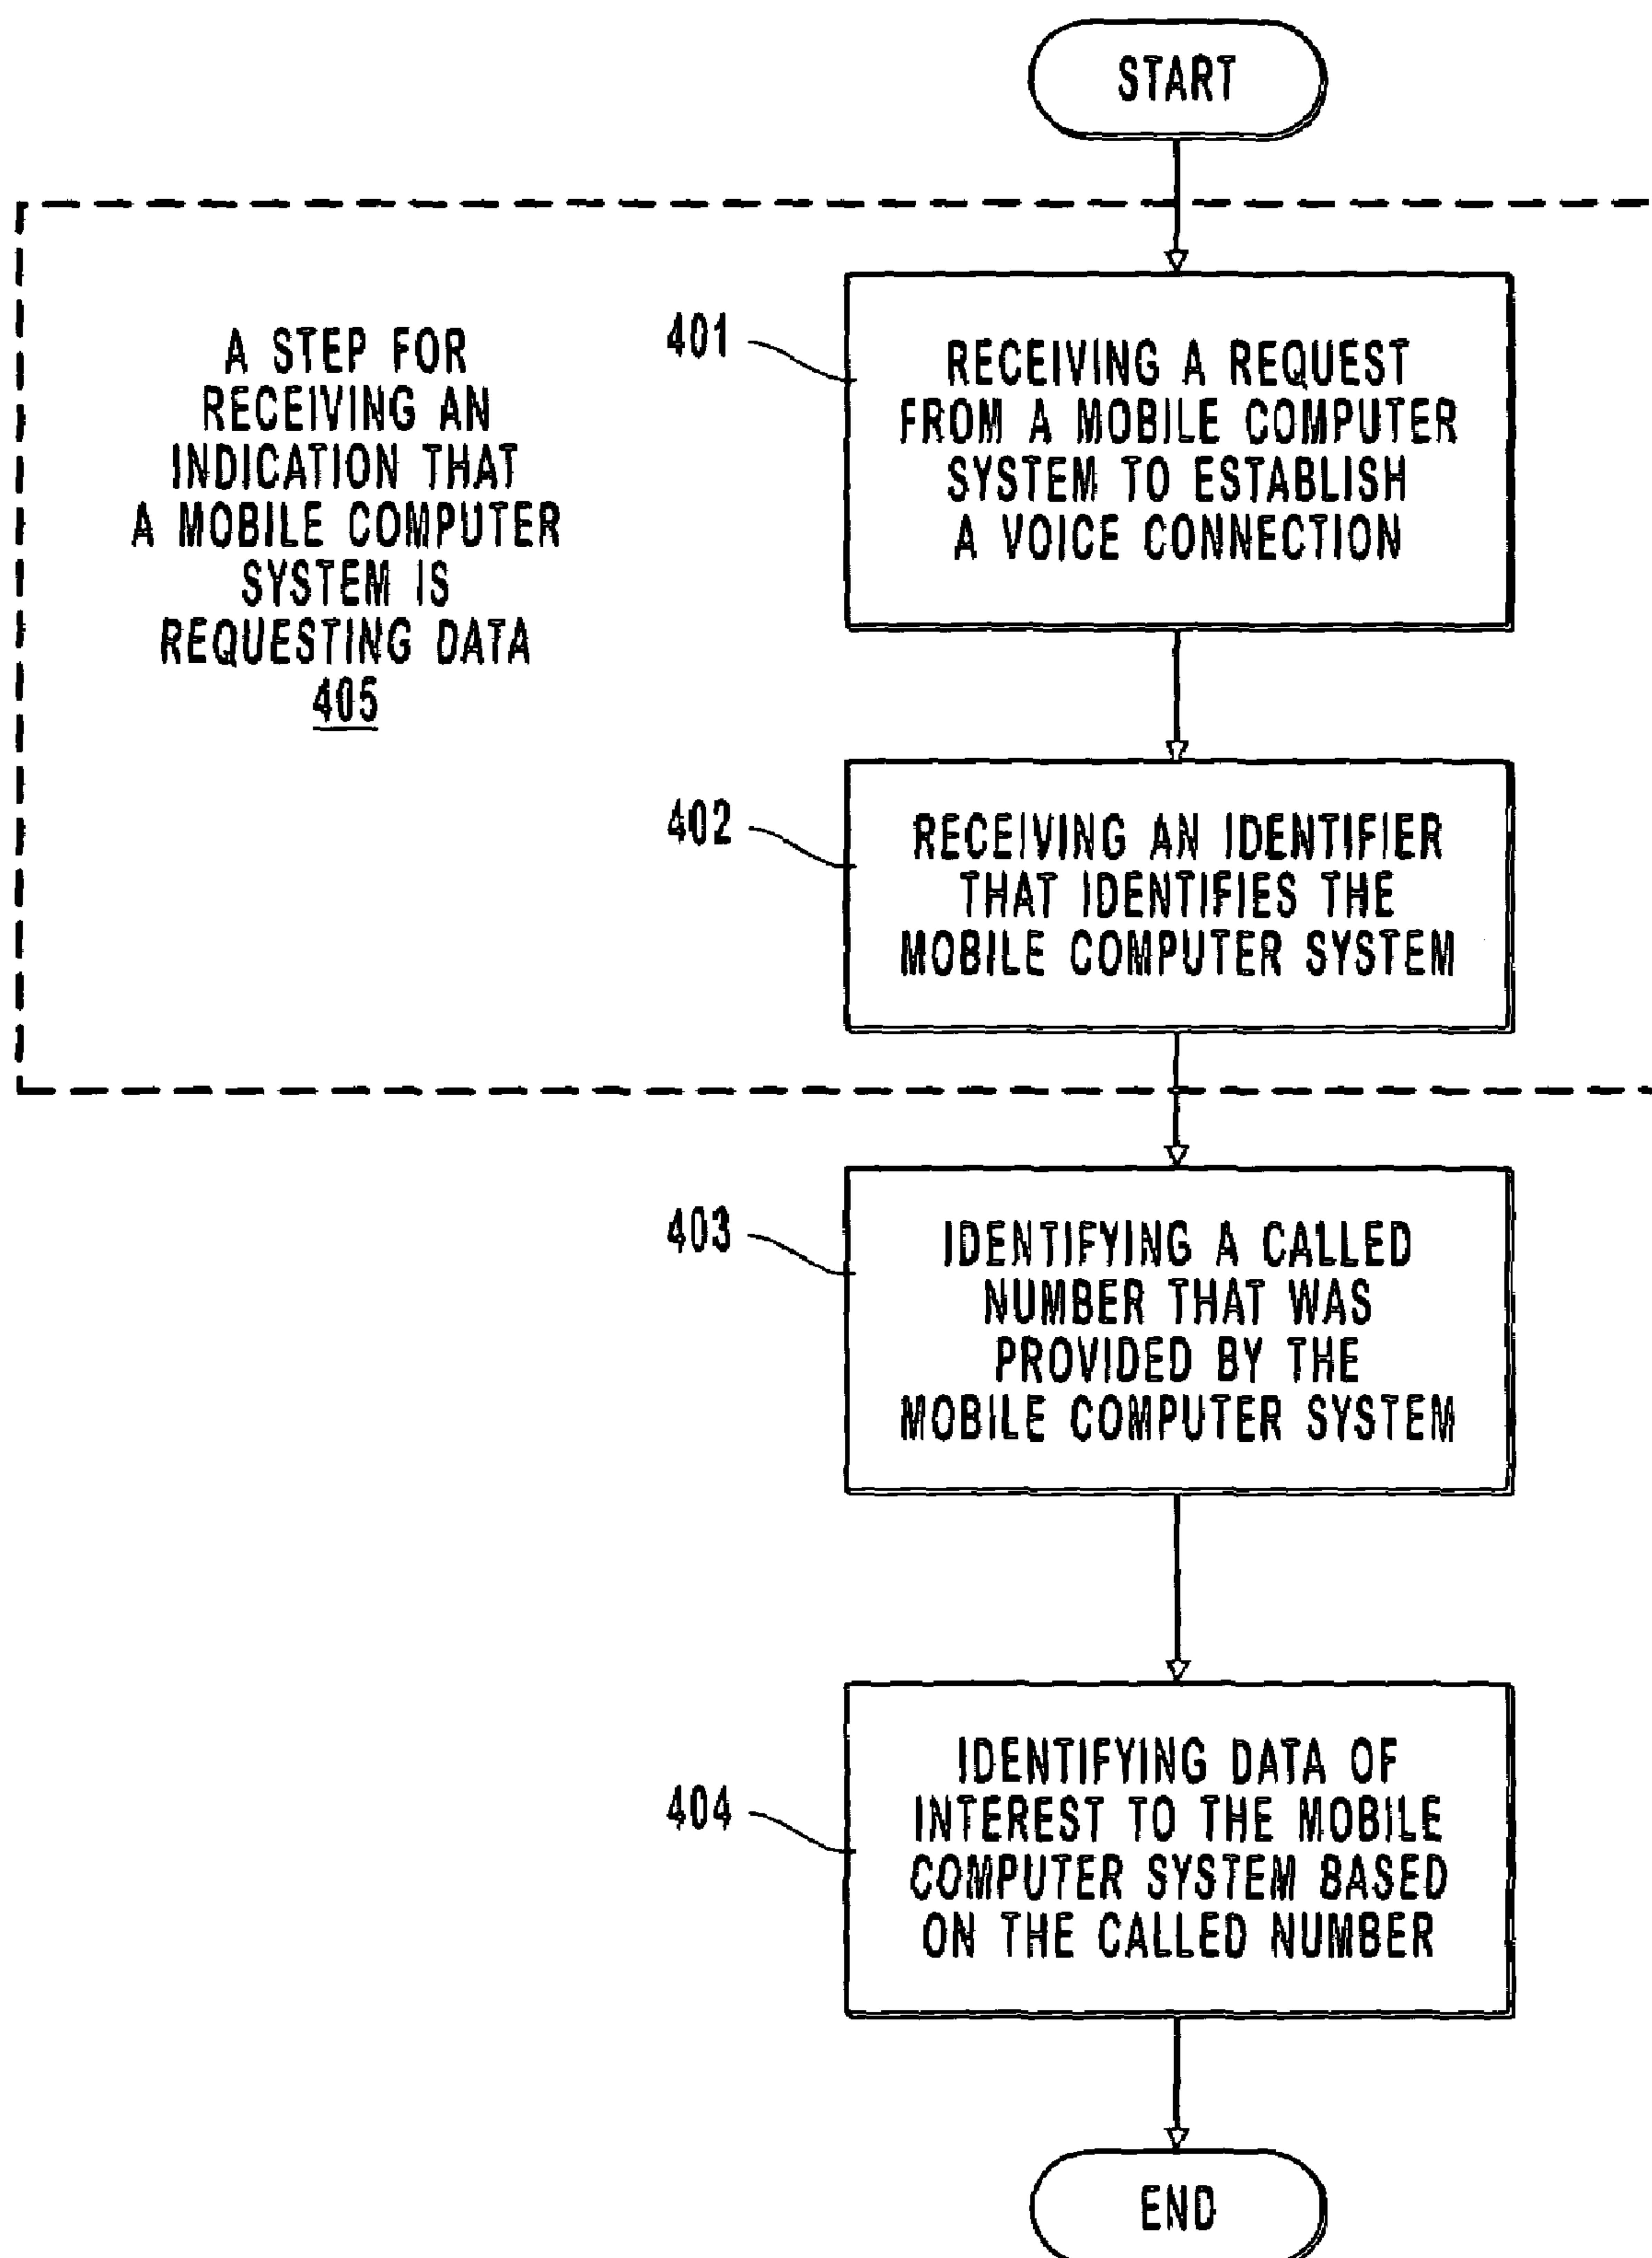 START
A STEP FOR
RECEIVING AN
INDICATION THAT
A MOBILE COMPUTER
SYSTEM IS
REQUESTING DATA
405
401
RECEIVING A REQUEST
FROM A MOBILE COMPUTER
SYSTEM TO ESTABLISH
A VOICE CONNECTION
402
RECEIVING AN IDENTIFIER
THAT IDENTIFIES THE
MOBILE COMPUTER SYSTEM
403
IDENTIFYING A CALLED
NUMBER THAT WAS
PROVIDED BY THE
MOBILE COMPUTER SYSTEM
404
IDENTIFYING DATA OF
INTEREST TO THE MOBILE
COMPUTER SYSTEM BASED
ON THE CALLED NUMBER
END